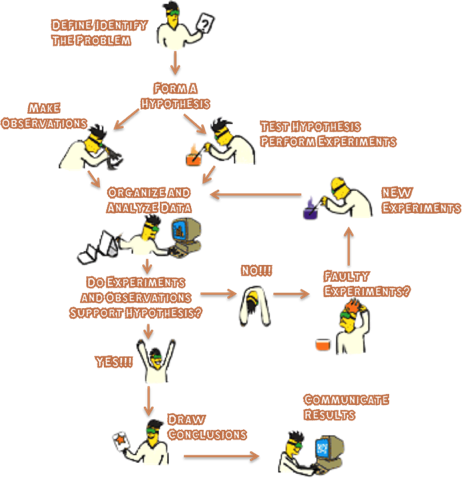 Define Identify
The Problem
Form a
Hypothesis
Make
Observations
Test Hypothesis
Perform Experiments
Organize and
Analyze Data
New
Experiments
Do Experiments
and Observations
Support Hypothesis?
No!!!
Faulty
Experiments?
Yes!!!
Draw
Conclusions
Communicate
Results
?